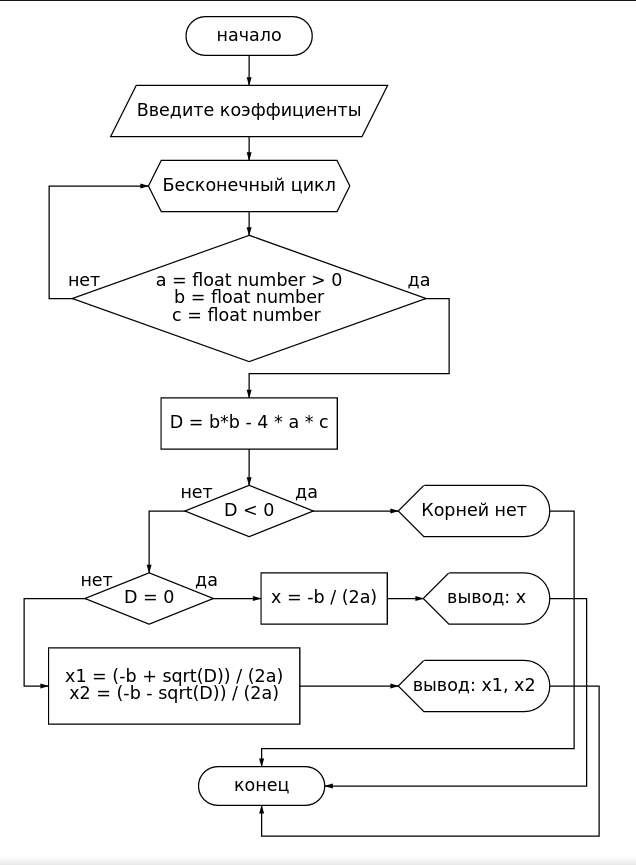 начало
Введите коэффициенты
Бесконечный цикл
нет
да
a = float number > 0
b = float number
c = float number
D = b*b - 4 * a * c
нет
да
D < 0
Корней нет
нет
да
D = 0
x = -b / (2a)
вывод: x
x1 = (-b + sqrt(D)) / (2a)
x2 = (-b - sqrt(D)) / (2a)
вывод: x1, x2
конец